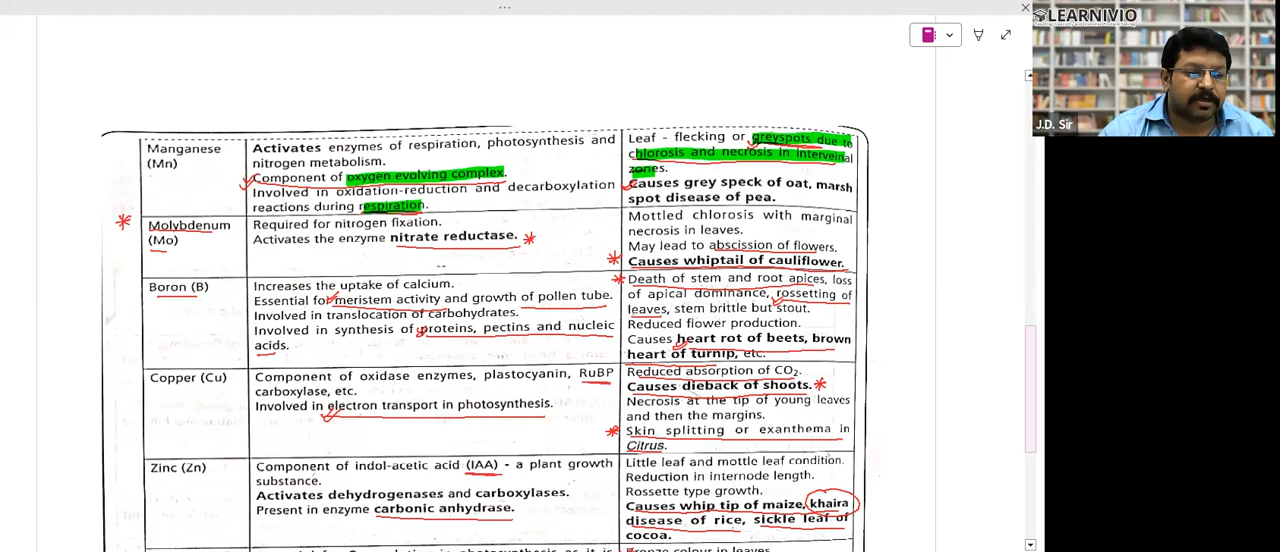 LEARNIVIO
J.D. Sir
Manganese
(Mn)
Activates enzymes of respiration, photosynthesis and
nitrogen metabolism.
Component of oxygen evolving complex.
Involved in oxidation-reduction and decarboxylation
reactions during respiration.
Leaf - flecking or greyspots due to
chlorosis and necrosis in interveinal
zones.
Causes grey speck of oat, marsh
spot disease of pea.
Molybdenum
(Mo)
Required for nitrogen fixation.
Activates the enzyme nitrate reductase.
Mottled chlorosis with marginal
necrosis in leaves.
May lead to abscission of flowers.
Causes whiptail of cauliflower.
Boron (B)
Increases the uptake of calcium.
Essential for meristem activity and growth of pollen tube.
Involved in translocation of carbohydrates.
Involved in synthesis of proteins, pectins and nucleic
acids.
Death of stem and root apices, loss
of apical dominance, rossetting of
leaves, stem brittle but stout.
Reduced flower production.
Causes heart rot of beets, brown
heart of turnip, etc.
Copper (Cu)
Component of oxidase enzymes, plastocyanin, RuBP
carboxylase, etc.
Involved in electron transport in photosynthesis.
Reduced absorption of CO₂.
Causes dieback of shoots.
Necrosis at the tip of young leaves
and then the margins.
Skin splitting or exanthema in
Citrus.
Zinc (Zn)
Component of indol-acetic acid (IAA) - a plant growth
substance.
Activates dehydrogenases and carboxylases.
Present in enzyme carbonic anhydrase.
Little leaf and mottle leaf condition.
Reduction in internode length.
Rossette type growth.
Causes whip tip of maize, khaira
disease of rice, sickle leaf of
cocoa.
in photosynthesis as it is
Bronze colour in leaves.